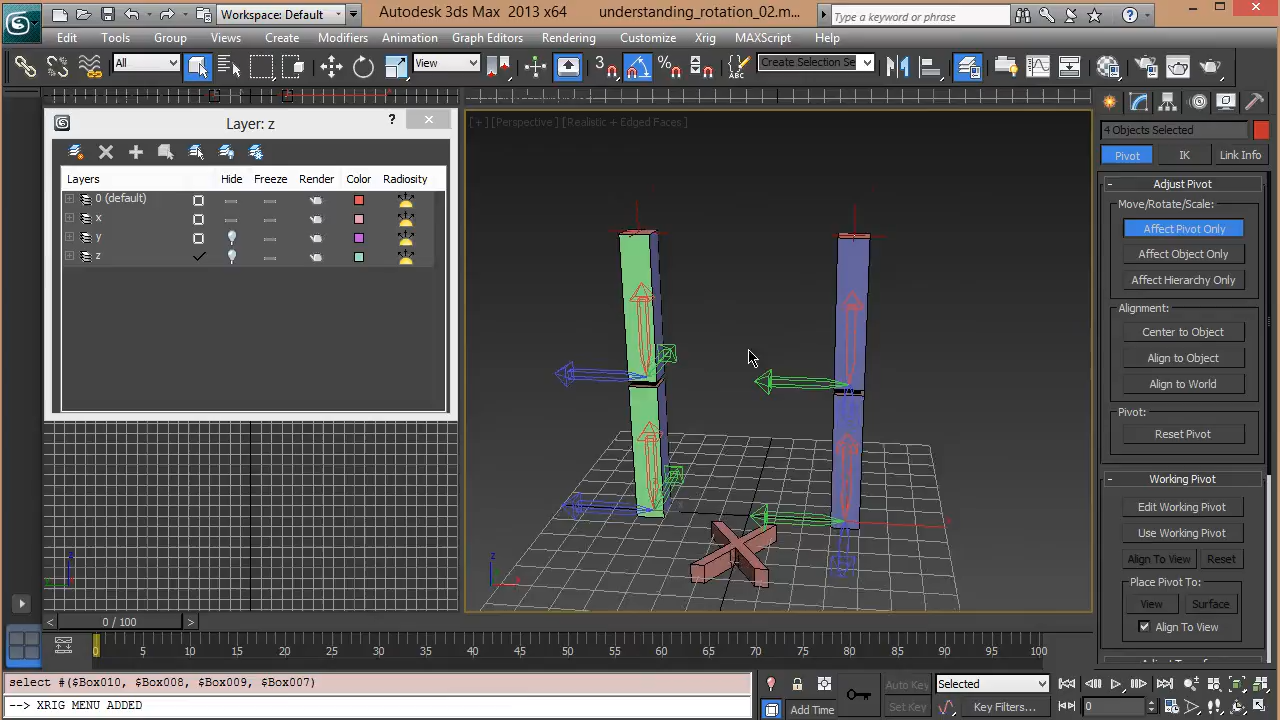 Workspace: Default
Autodesk 3ds Max 2013 x64
understanding_rotation_02.m...
Type a keyword or phrase
Edit Tools Group Views Create Modifiers Animation Graph Editors Rendering Customize Xrig MAXScript Help
All
3
%
View
Create Selection Se
Layer: z
?
[ + ] [Perspective ] [Realistic + Edged Faces ]
4 Objects Selected
Pivot IK Link Info
Layers Hide Freeze Render Color Radiosity
0 (default)
x
y
z
- Adjust Pivot
Move/Rotate/Scale:
Affect Pivot Only
Affect Object Only
Affect Hierarchy Only
Alignment:
Center to Object
Align to Object
Align to World
Pivot:
Reset Pivot
- Working Pivot
Edit Working Pivot
Use Working Pivot
Align To View Reset
Place Pivot To:
View Surface
Align To View
z
z
x
< 0 / 100 >
0 5 10 15 20 25 30 35 40 45 50 55 60 65 70 75 80 85 90 95 100
select #($Box010, $Box008, $Box009, $Box007)
--> XRIG MENU ADDED
Add Time
Auto Key Selected
Set Key Key Filters... 0